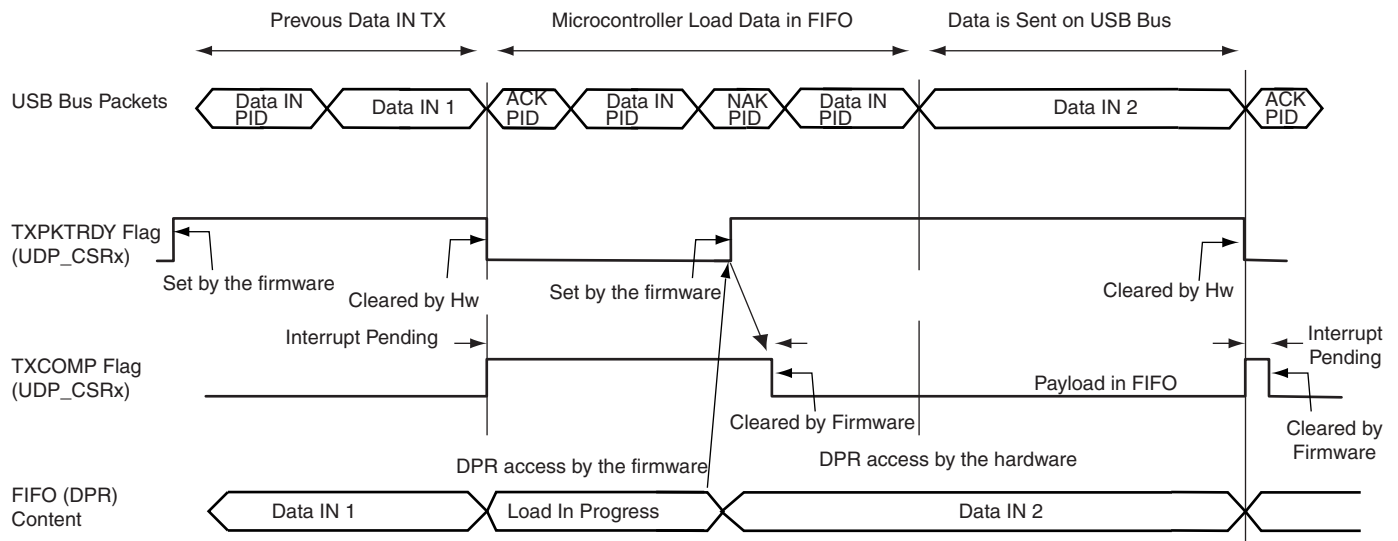 Prevous Data IN TX
Microcontroller Load Data in FIFO
Data is Sent on USB Bus
USB Bus Packets
Data IN
PID
Data IN 1
ACK
PID
Data IN
PID
NAK
PID
Data IN
PID
Data IN 2
ACK
PID
TXPKTRDY Flag
(UDP_CSRx)
Set by the firmware
Cleared by Hw
Set by the firmware
Cleared by Hw
Interrupt Pending
Interrupt
Pending
TXCOMP Flag
(UDP_CSRx)
Payload in FIFO
Cleared by Firmware
Cleared by
Firmware
DPR access by the firmware
DPR access by the hardware
FIFO (DPR)
Content
Data IN 1
Load In Progress
Data IN 2